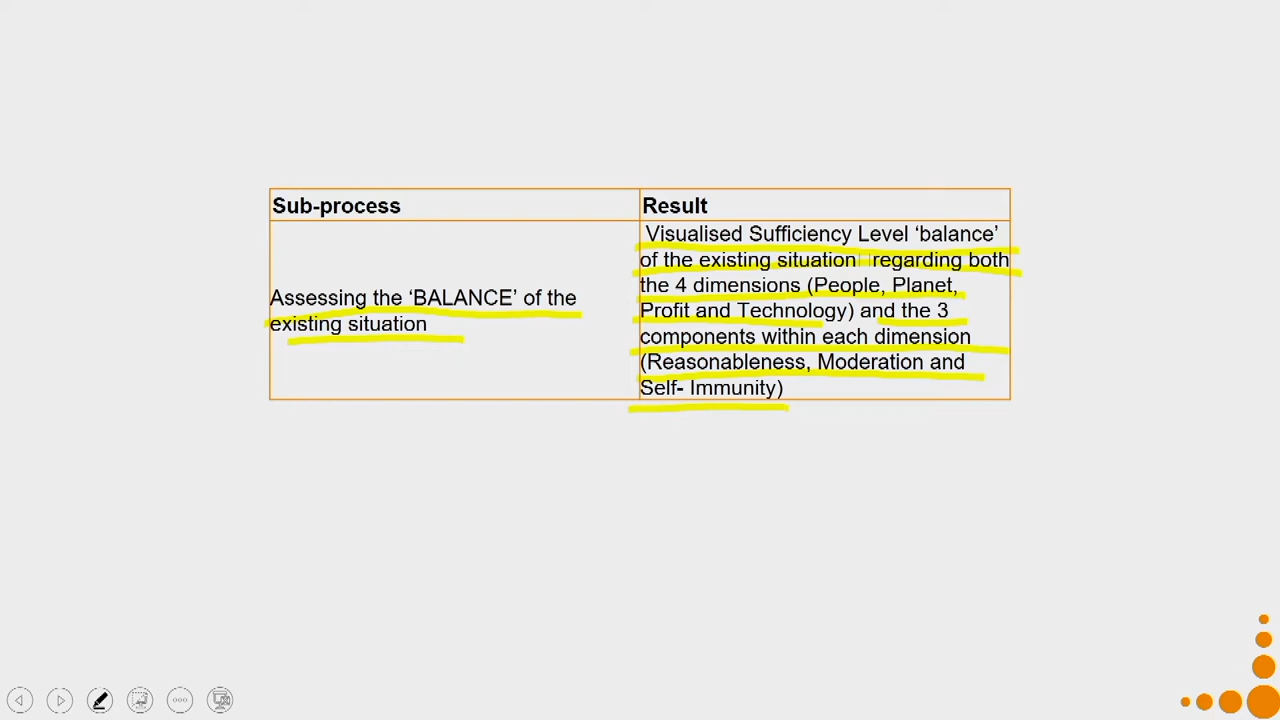 Sub-process
Result
Assessing the ‘BALANCE’ of the
existing situation
Visualised Sufficiency Level ‘balance’
of the existing situation regarding both
the 4 dimensions (People, Planet,
Profit and Technology) and the 3
components within each dimension
(Reasonableness, Moderation and
Self- Immunity)